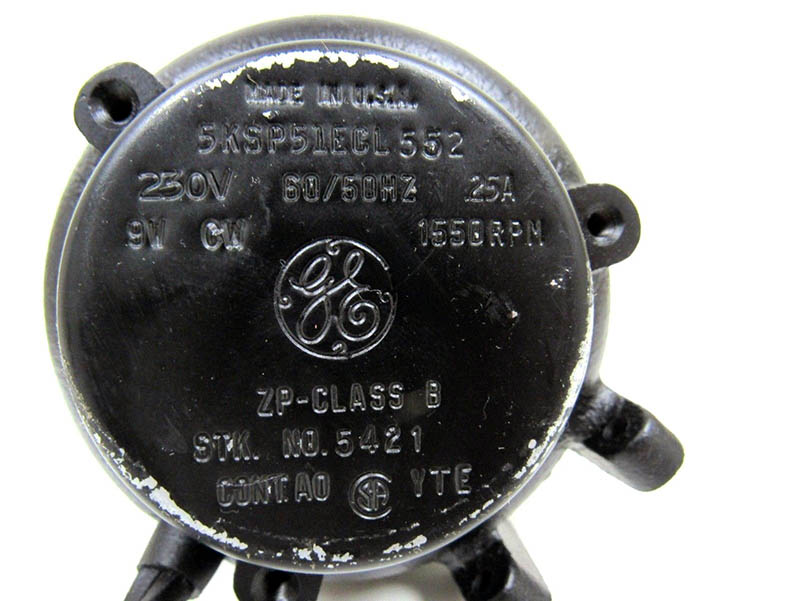 MADE IN U.S.A.
5KSP51ECL552
230V 60/50HZ .25A
9W CW 1550RPM
GE
ZP-CLASS B
STK. NO. 5421
CONT. AO SA YTE